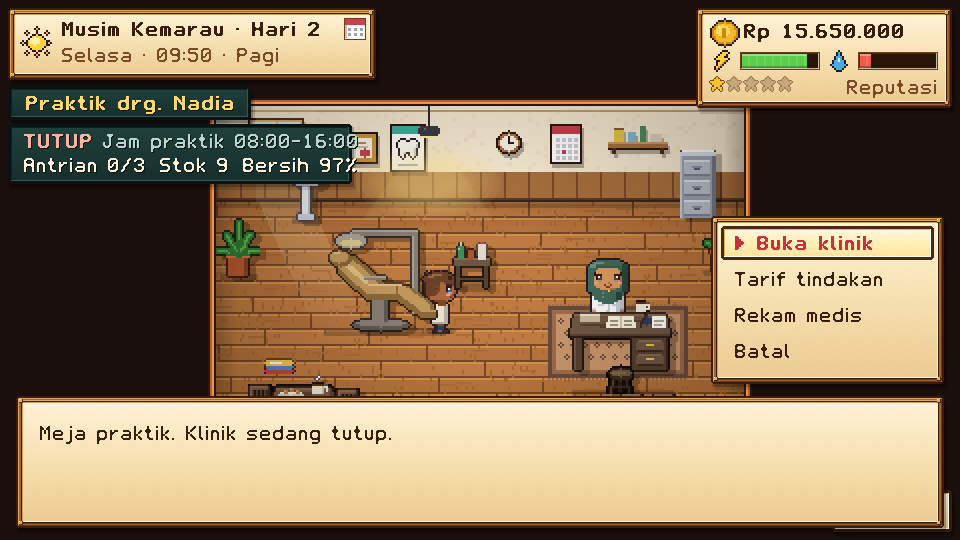 Musim Kemarau · Hari 2
Selasa · 09:50 · Pagi
Rp 15.650.000
Reputasi
Praktik drg. Nadia
TUTUP Jam praktik 08:00-16:00
Antrian 0/3 Stok 9 Bersih 97%
Buka klinik
Tarif tindakan
Rekam medis
Batal
Meja praktik. Klinik sedang tutup.